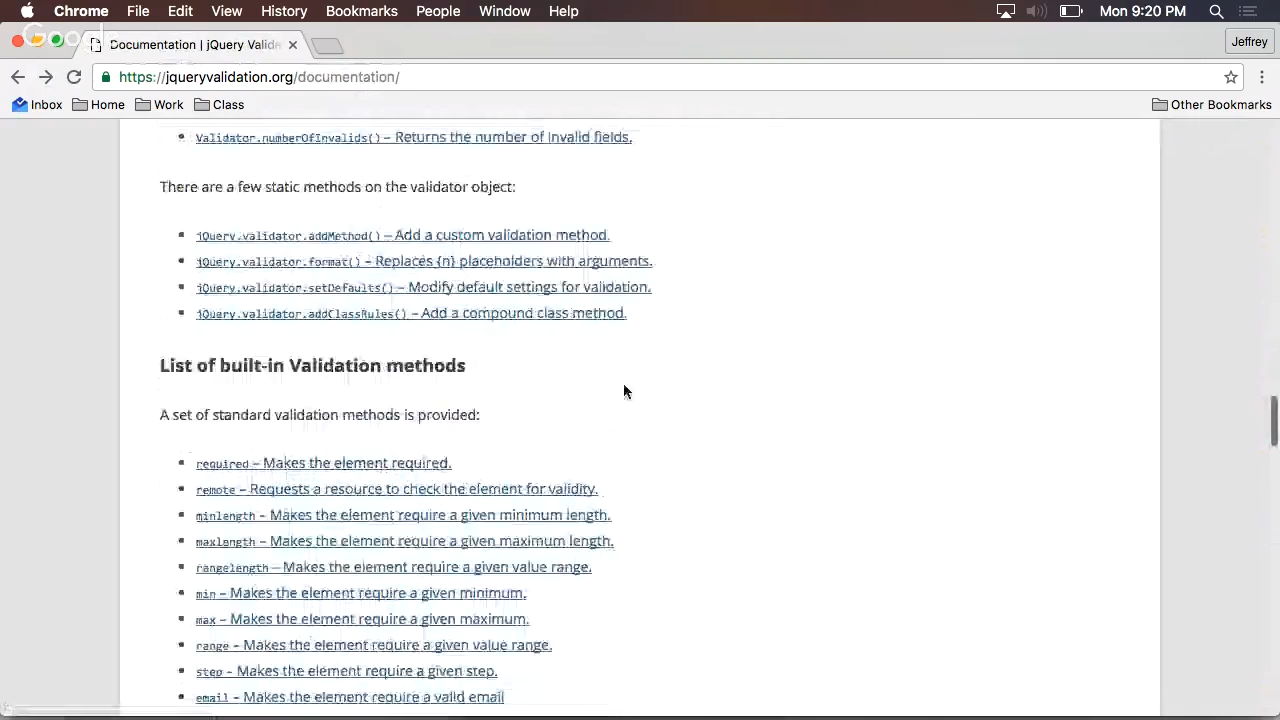 Chrome File Edit View History Bookmarks People Window Help Mon 9:20 PM
Google
Documentation | jQuery Valid
Jeffrey
https://jqueryvalidation.org/documentation/
Inbox Home Work Class Other Bookmarks
Validator.numberOfInvalids() – Returns the number of invalid fields.
There are a few static methods on the validator object:
jQuery.validator.addMethod() – Add a custom validation method.
jQuery.validator.format() – Replaces {n} placeholders with arguments.
jQuery.validator.setDefaults() – Modify default settings for validation.
jQuery.validator.addClassRules() – Add a compound class method.
List of built-in Validation methods
A set of standard validation methods is provided:
required – Makes the element required.
remote – Requests a resource to check the element for validity.
minlength – Makes the element require a given minimum length.
maxlength – Makes the element require a given maximum length.
rangelength – Makes the element require a given value range.
min – Makes the element require a given minimum.
max – Makes the element require a given maximum.
range – Makes the element require a given value range.
step – Makes the element require a given step.
email – Makes the element require a valid email